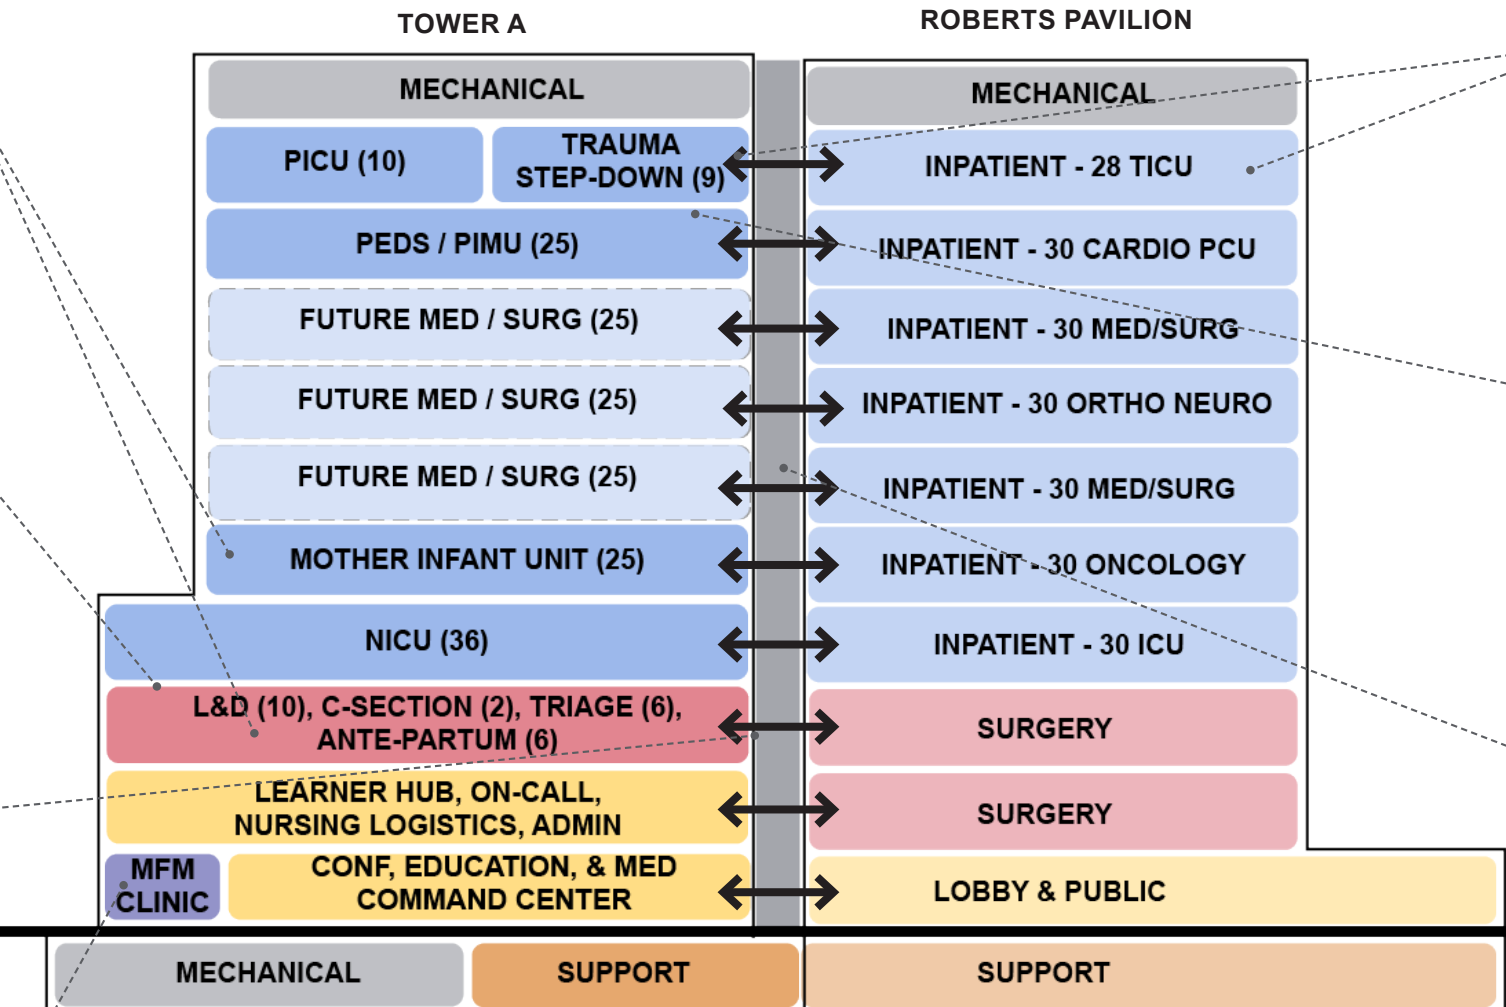 TOWER A
ROBERTS PAVILION
MECHANICAL
MECHANICAL
PICU (10)
TRAUMA
STEP-DOWN (9)
INPATIENT - 28 TICU
PEDS / PIMU (25)
INPATIENT - 30 CARDIO PCU
FUTURE MED / SURG (25)
INPATIENT - 30 MED/SURG
FUTURE MED / SURG (25)
INPATIENT - 30 ORTHO NEURO
FUTURE MED / SURG (25)
INPATIENT - 30 MED/SURG
MOTHER INFANT UNIT (25)
INPATIENT - 30 ONCOLOGY
NICU (36)
INPATIENT - 30 ICU
L&D (10), C-SECTION (2), TRIAGE (6),
ANTE-PARTUM (6)
SURGERY
LEARNER HUB, ON-CALL,
NURSING LOGISTICS, ADMIN
SURGERY
MFM
CLINIC
CONF, EDUCATION, & MED
COMMAND CENTER
LOBBY & PUBLIC
MECHANICAL
SUPPORT
SUPPORT